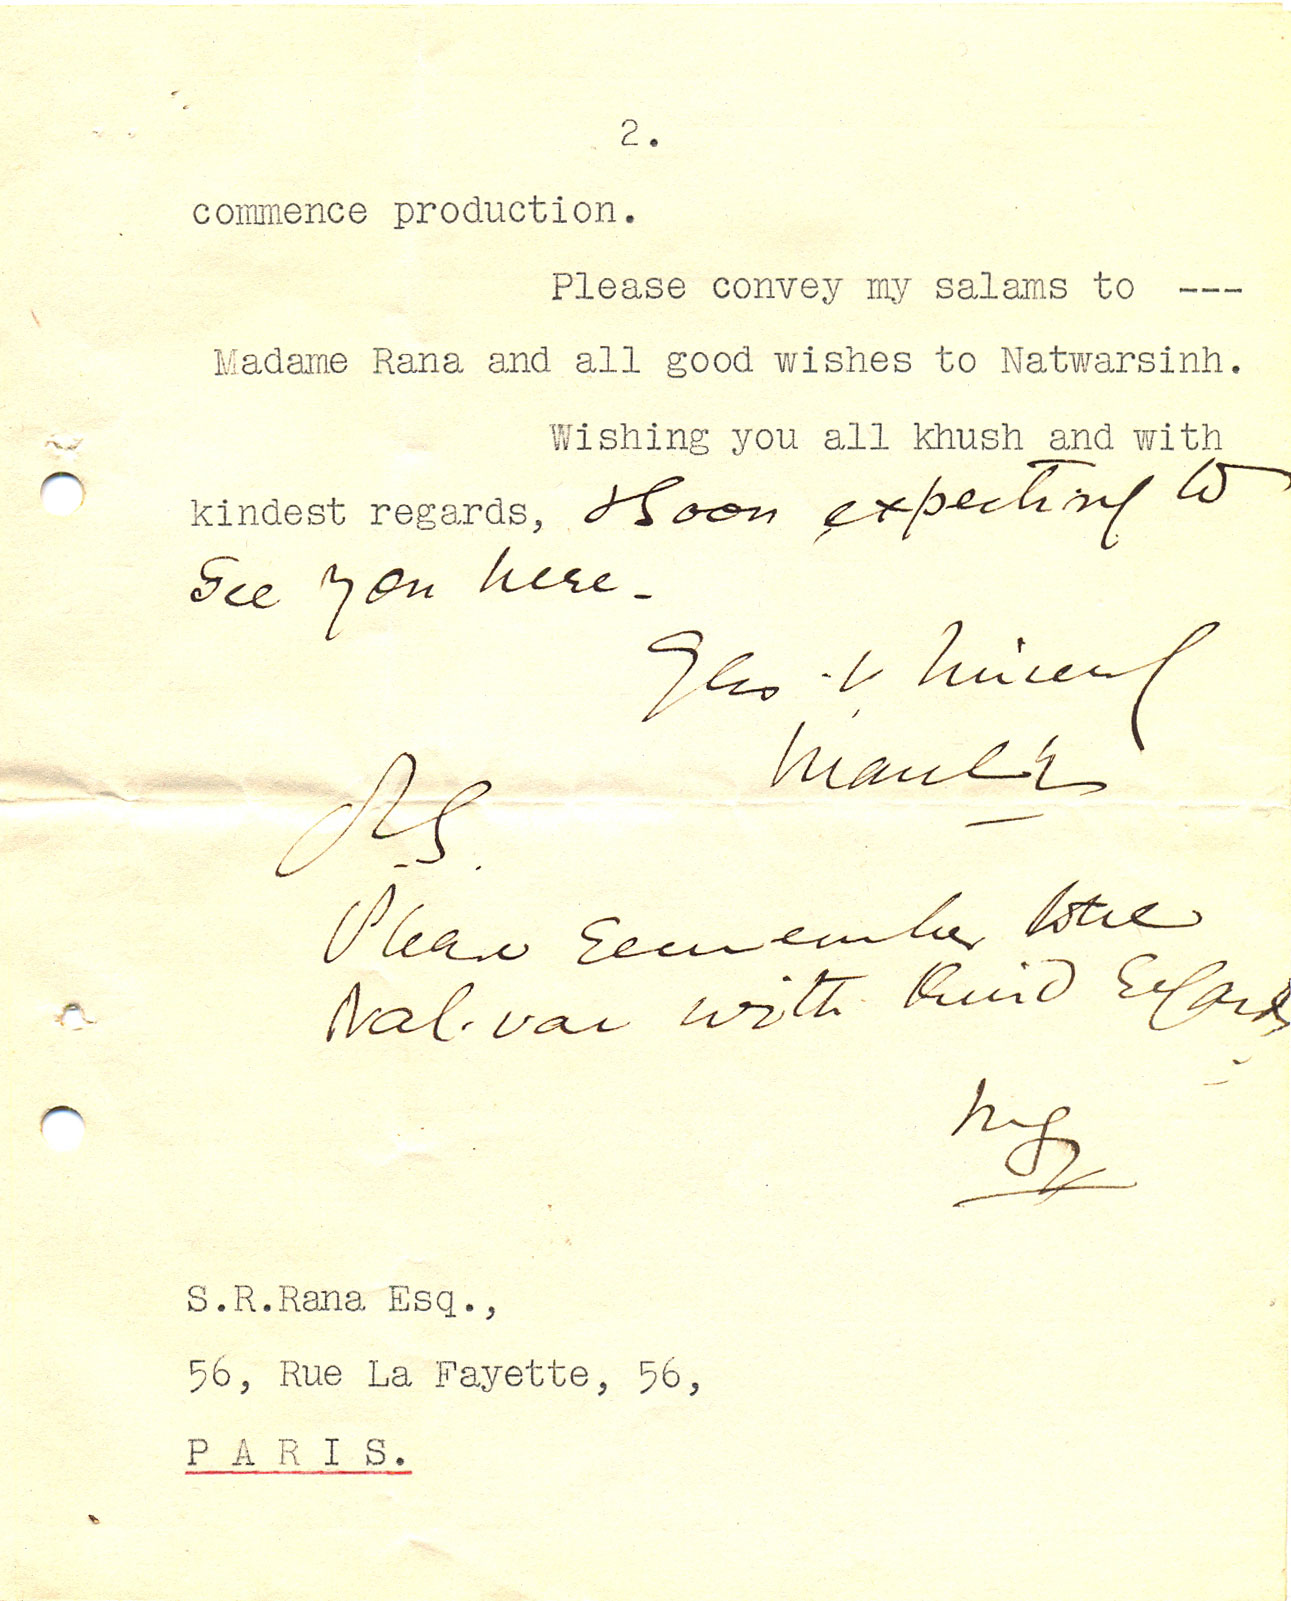 2.
commence production.
Please convey my salams to ---
Madame Rana and all good wishes to Natwarsinh.
Wishing you all khush and with
kindest regards, & Soon expecting to
See you here_
yours v Sincerely
P.S.
Please remember to the
with Kind Regards
S.R.Rana Esq.,
56, Rue La Fayette, 56,
P A R I S.